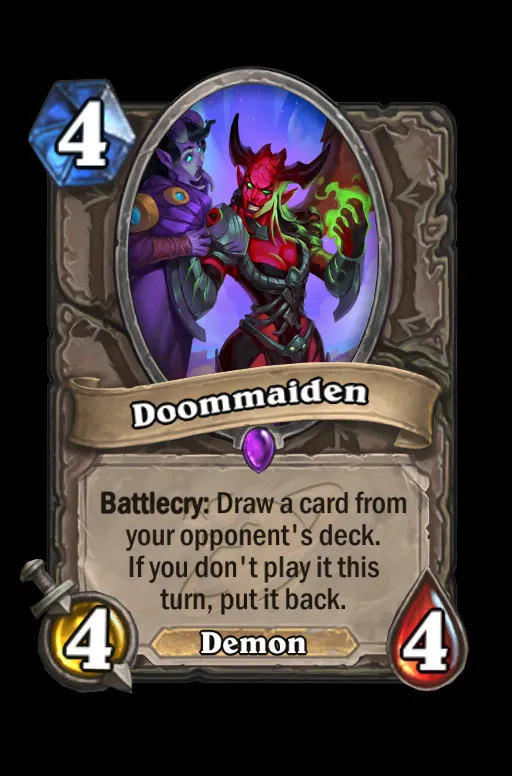 4
Doommaiden
Battlecry: Draw a card from
your opponent's deck.
If you don't play it this
turn, put it back.
4
Demon
4